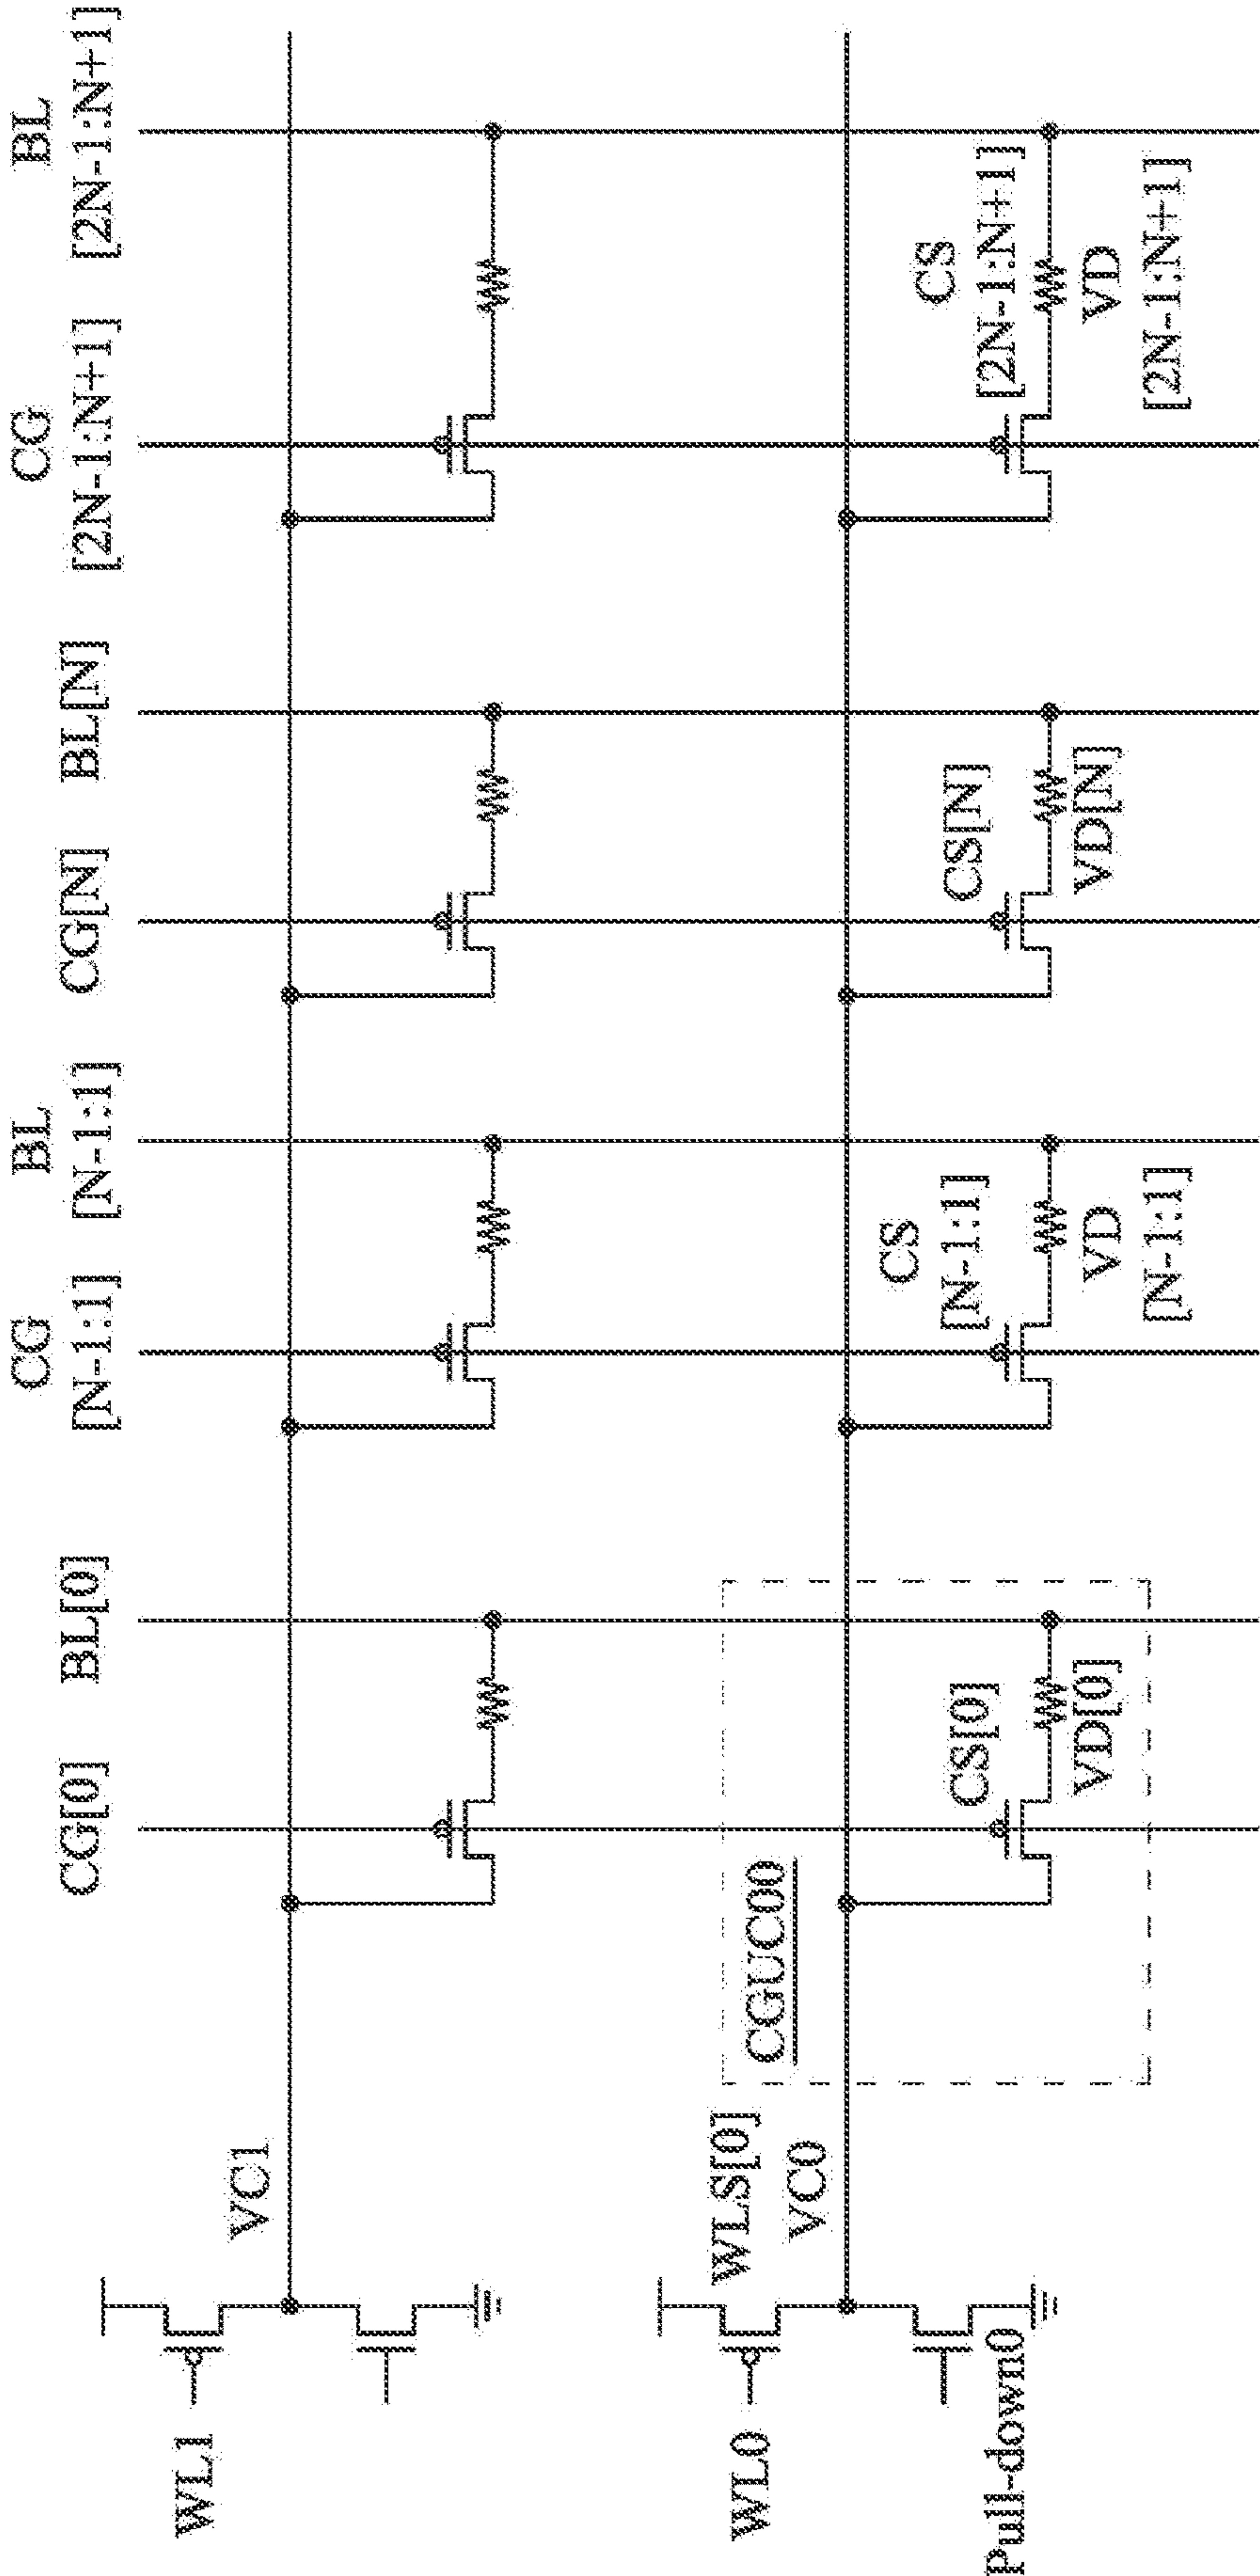 CG[0]
BL[0]
CG
[N-1:1]
BL
[N-1:1]
CG[N]
BL[N]
CG
[2N-1:N+1]
BL
[2N-1:N+1]
WL1
VC1
WL0
WLS[0]
VC0
CGUC00
Pull-down0
CS[0]
VD[0]
CS
[N-1:1]
VD
[N-1:1]
CS[N]
VD[N]
CS
[2N-1:N+1]
VD
[2N-1:N+1]